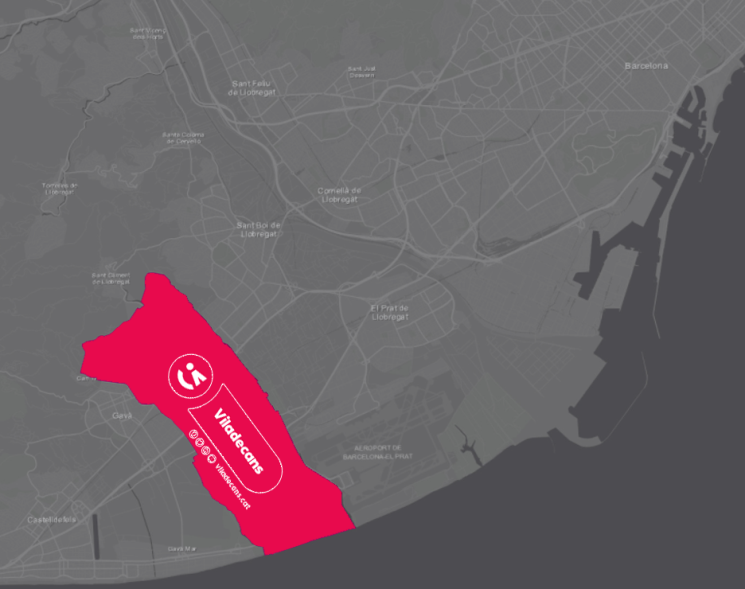 Sant Vicenç
dels Horts
Barcelona
Sant Just
Desvern
Sant Feliu
de Llobregat
Santa Coloma
de Cervelló
Torrelles de
Llobregat
Cornellà de
Llobregat
Sant Boi de
Llobregat
Sant Climent
de Llobregat
El Prat de
Llobregat
Gavà
Viladecans
viladecans.cat
AEROPORT DE
BARCELONA-EL PRAT
Castelldefels
Gavà Mar